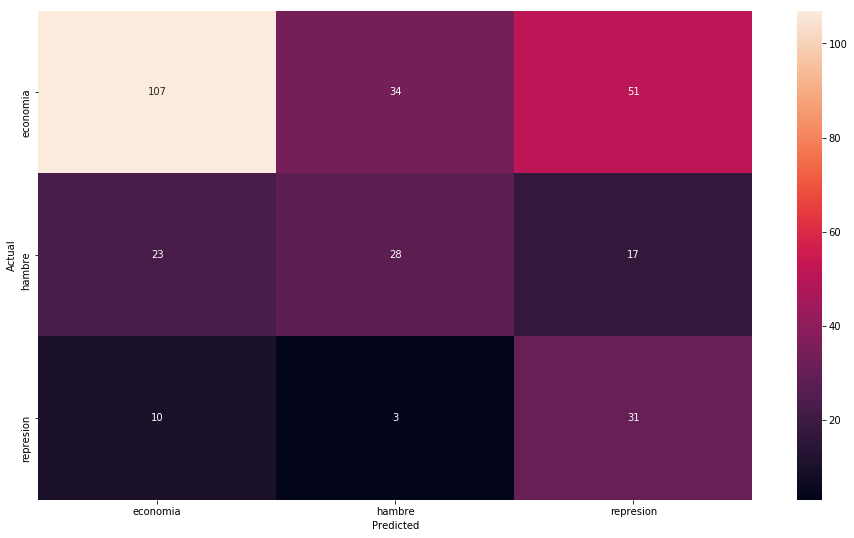 economia
107
34
51
100
80
Actual
hambre
23
28
17
60
40
represion
10
3
31
20
economia
hambre
represion
Predicted